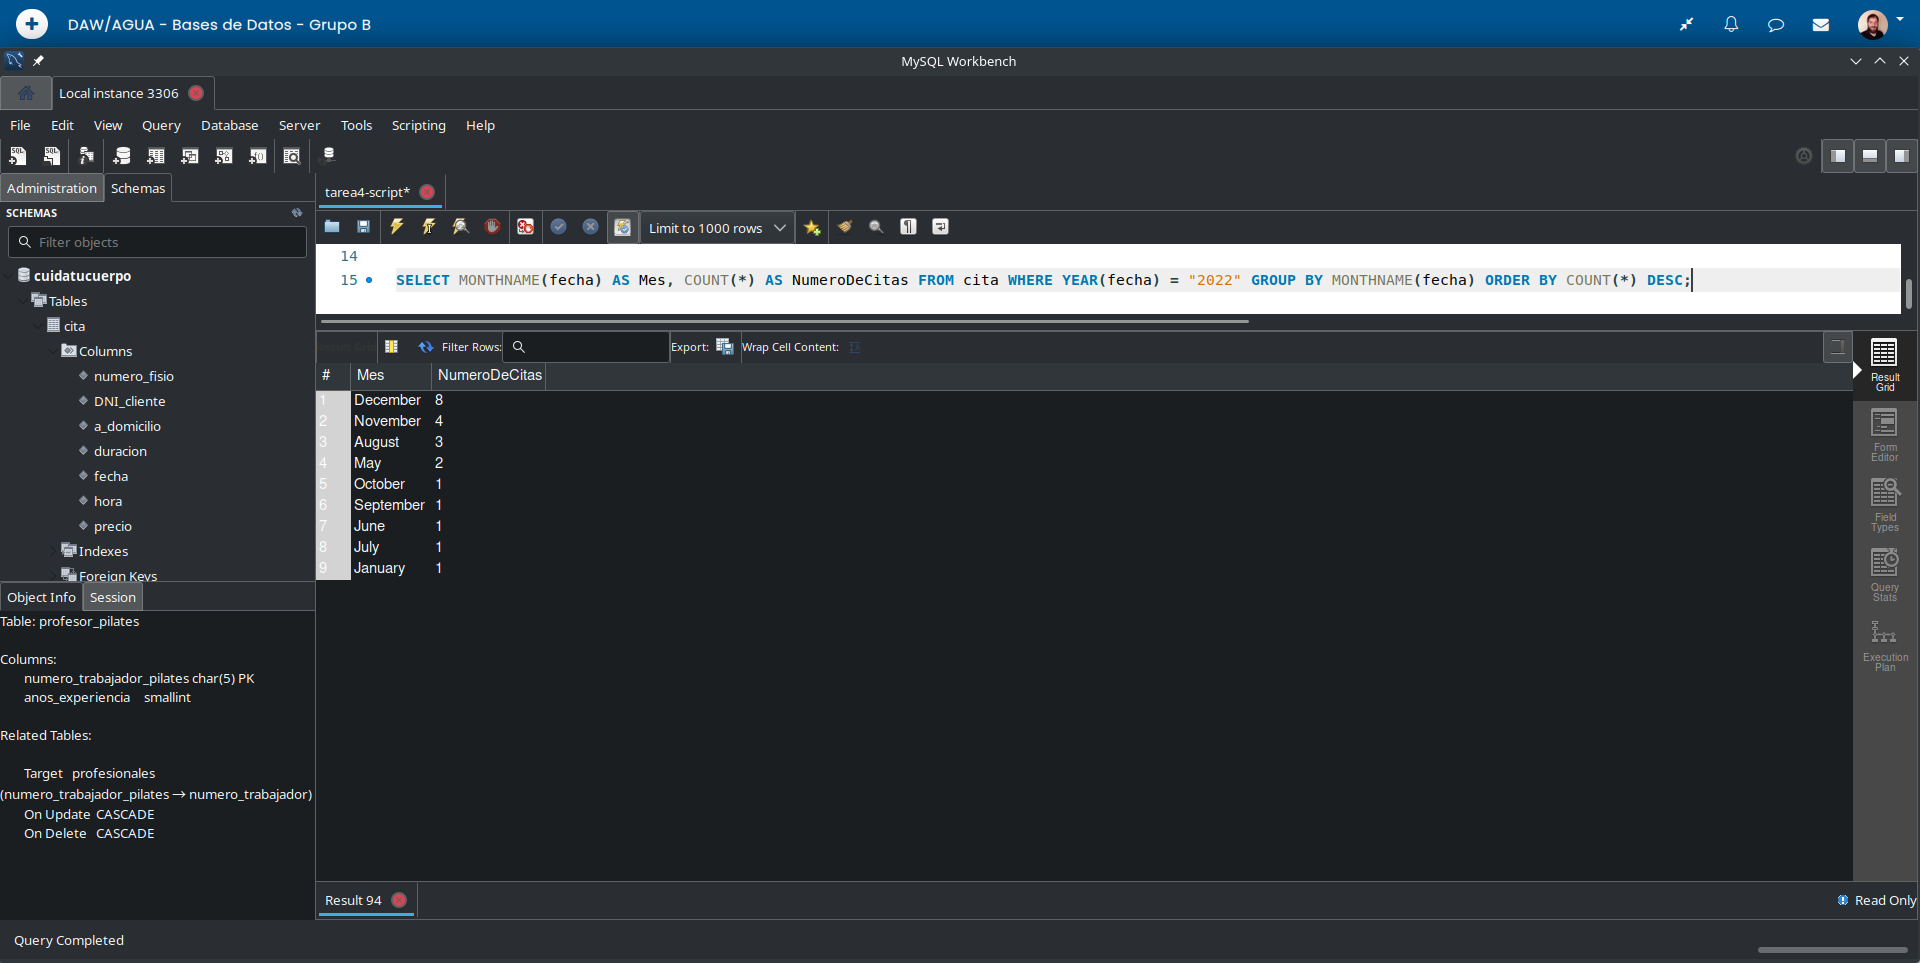 DAW/AGUA - Bases de Datos - Grupo B
MySQL Workbench
Local instance 3306
File Edit View Query Database Server Tools Scripting Help
Administration Schemas
tarea4-script*
SCHEMAS
Filter objects
Limit to 1000 rows
cuidatucuerpo
Tables
cita
Columns
numero_fisio
DNI_cliente
a_domicilio
duracion
fecha
hora
precio
Indexes
Foreign Keys
14
15 SELECT MONTHNAME(fecha) AS Mes, COUNT(*) AS NumeroDeCitas FROM cita WHERE YEAR(fecha) = "2022" GROUP BY MONTHNAME(fecha) ORDER BY COUNT(*) DESC;
Filter Rows: Export: Wrap Cell Content:
# Mes NumeroDeCitas
1 December 8
2 November 4
3 August 3
4 May 2
5 October 1
6 September 1
7 June 1
8 July 1
9 January 1
Result Grid
Form Editor
Field Types
Query Stats
Execution Plan
Object Info Session
Table: profesor_pilates
Columns:
numero_trabajador_pilates char(5) PK
anos_experiencia smallint
Related Tables:
Target profesionales
(numero_trabajador_pilates → numero_trabajador)
On Update CASCADE
On Delete CASCADE
Result 94
Read Only
Query Completed